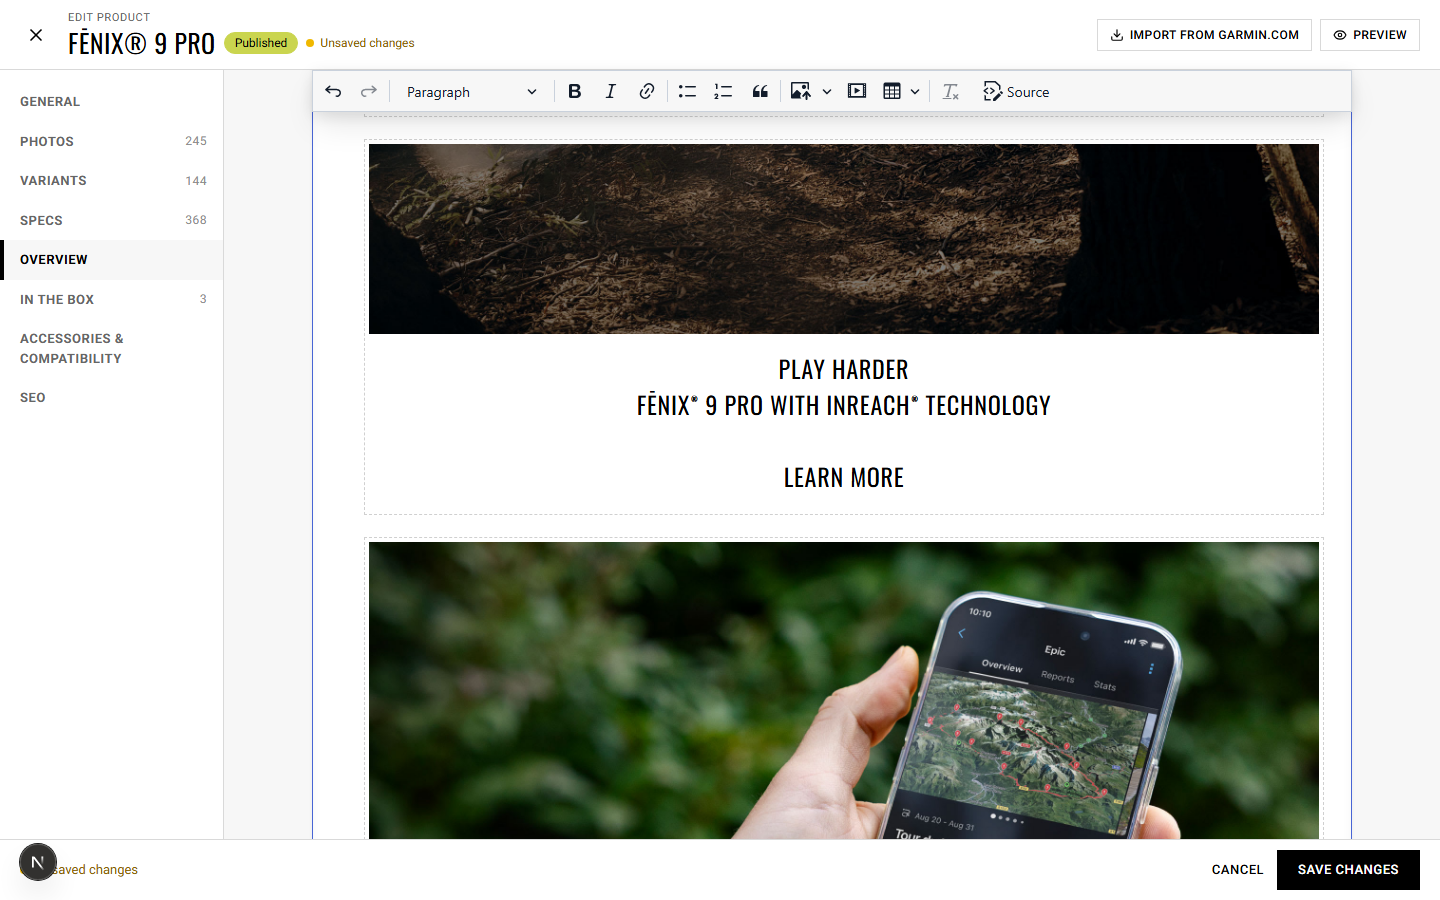 EDIT PRODUCT
FĒNIX® 9 PRO
Published
Unsaved changes
IMPORT FROM GARMIN.COM
PREVIEW
GENERAL
PHOTOS 245
VARIANTS 144
SPECS 368
OVERVIEW
IN THE BOX 3
ACCESSORIES &
COMPATIBILITY
SEO
Paragraph
Source
PLAY HARDER
FĒNIX® 9 PRO WITH INREACH® TECHNOLOGY
LEARN MORE
10:10
Epic
Overview Reports Stats
Aug 20 - Aug 31
saved changes
CANCEL
SAVE CHANGES